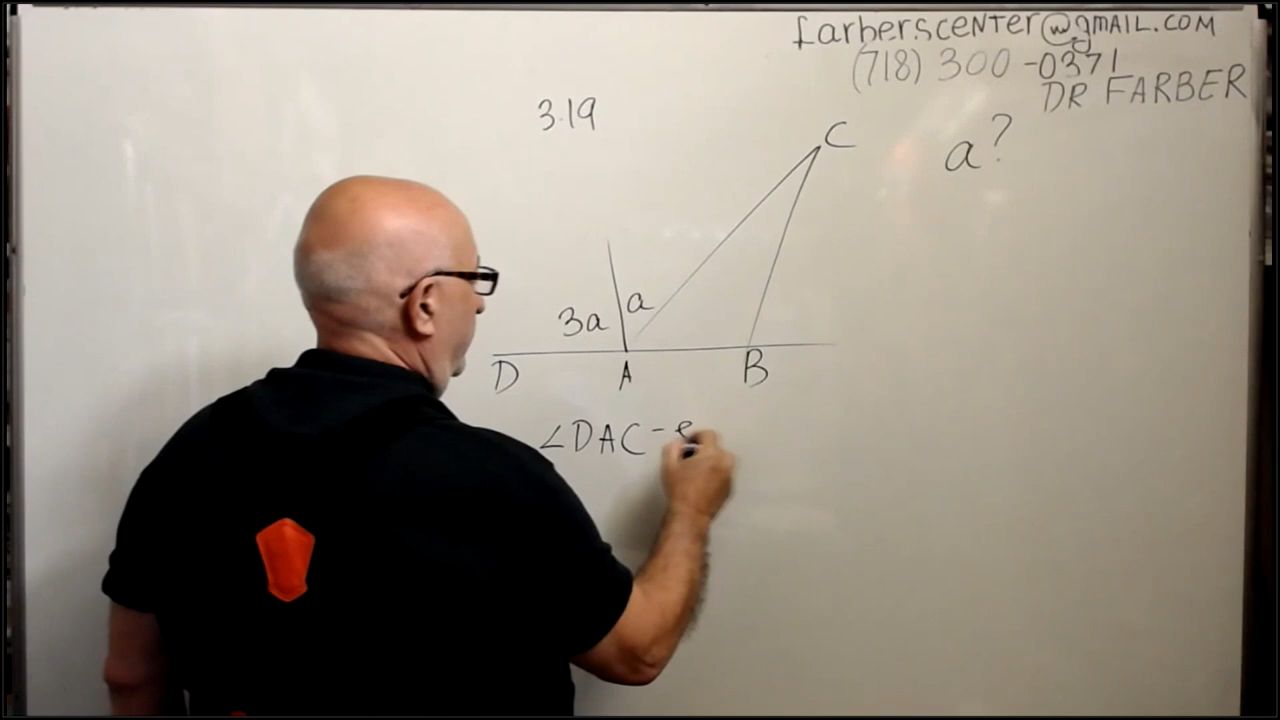 farberscenter@gmail.com
(718) 300-0371
DR FARBER
3.19
C
a?
a
3a
D A B
∠DAC - e